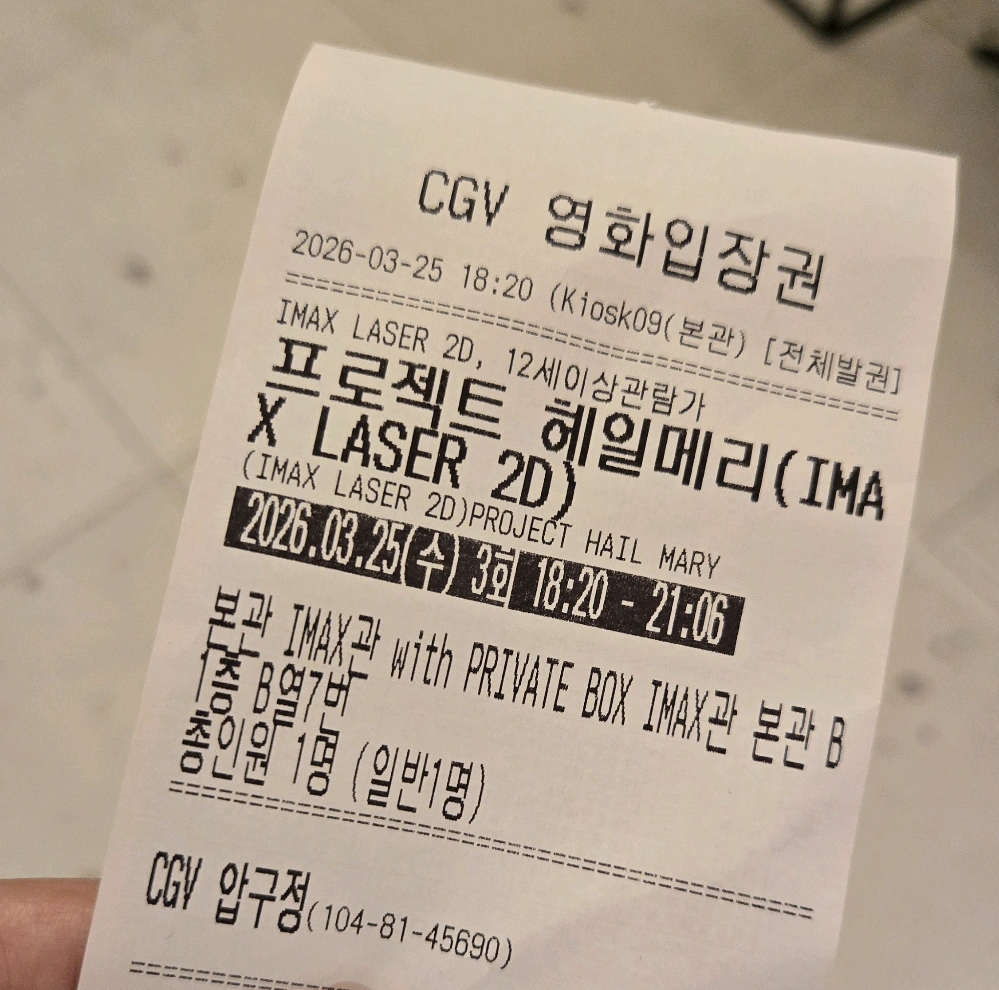 CGV 영화입장권
2026-03-25 18:20 (Kiosk09(본관) [전체발권]
IMAX LASER 2D, 12세이상관람가
프로젝트 헤일메리(IMA
X LASER 2D)
(IMAX LASER 2D)PROJECT HAIL MARY
2026.03.25(수) 3회 18:20 - 21:06
본관 IMAX관 with PRIVATE BOX IMAX관 본관 B
1층 B열7번
총인원 1명 (일반1명)
CGV 압구정(104-81-45690)